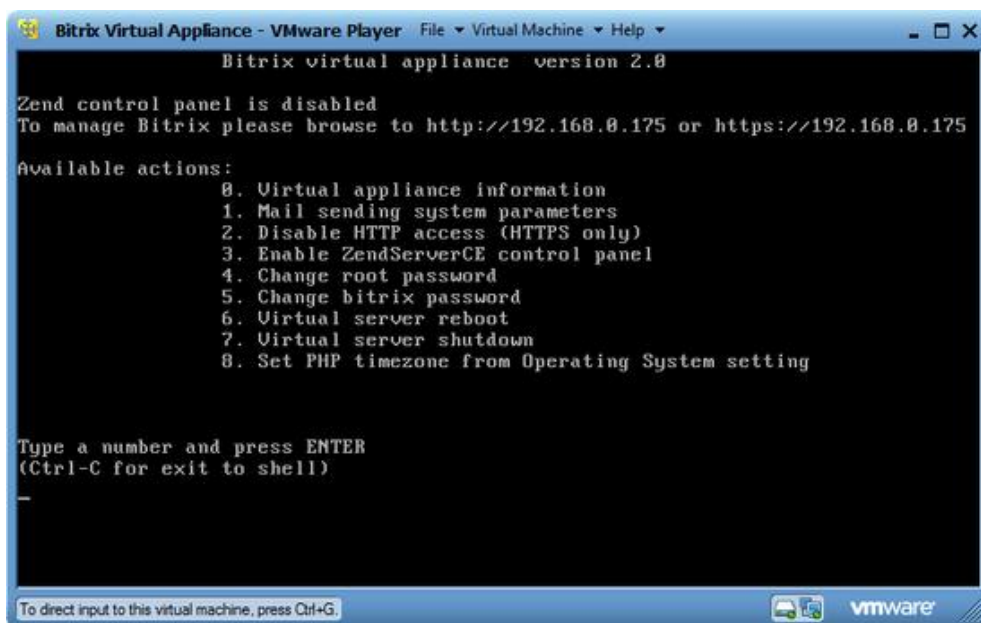 Bitrix Virtual Appliance - VMware Player File Virtual Machine Help
Bitrix virtual appliance version 2.0
Zend control panel is disabled
To manage Bitrix please browse to http://192.168.0.175 or https://192.168.0.175
Available actions:
0. Virtual appliance information
1. Mail sending system parameters
2. Disable HTTP access (HTTPS only)
3. Enable ZendServerCE control panel
4. Change root password
5. Change bitrix password
6. Virtual server reboot
7. Virtual server shutdown
8. Set PHP timezone from Operating System setting
Type a number and press ENTER
(Ctrl-C for exit to shell)
_
To direct input to this virtual machine, press Ctrl+G. vmware